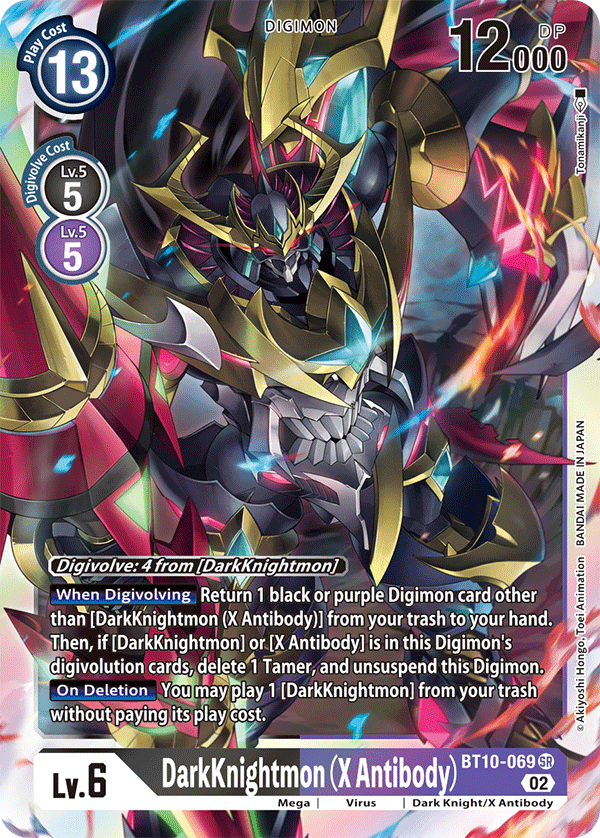 Play Cost
13
DIGIMON
DP
12000
Digivolve Cost
Lv.5
5
Lv.5
5
Tonamikanji
© Akiyoshi Hongo, Toei Animation BANDAI MADE IN JAPAN
Digivolve: 4 from [DarkKnightmon]
When Digivolving Return 1 black or purple Digimon card other
than [DarkKnightmon (X Antibody)] from your trash to your hand.
Then, if [DarkKnightmon] or [X Antibody] is in this Digimon's
digivolution cards, delete 1 Tamer, and unsuspend this Digimon.
On Deletion You may play 1 [DarkKnightmon] from your trash
without paying its play cost.
Lv.6
DarkKnightmon (X Antibody)
BT10-069 SR
02
Mega | Virus | Dark Knight/X Antibody